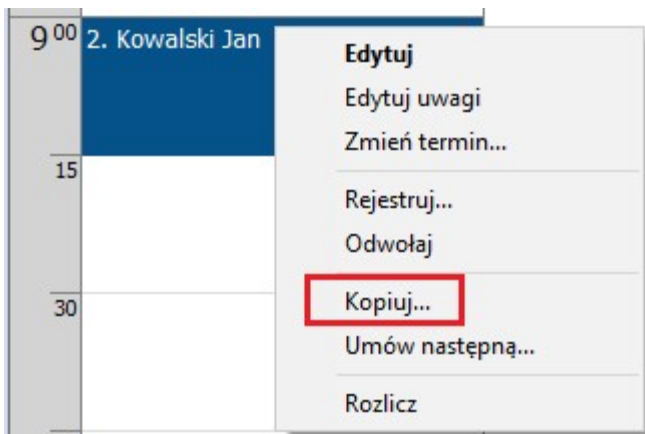 9 00 2. Kowalski Jan
Edytuj
Edytuj uwagi
Zmień termin...
15
Rejestruj...
Odwołaj
30
Kopiuj...
Umów następną...
Rozlicz